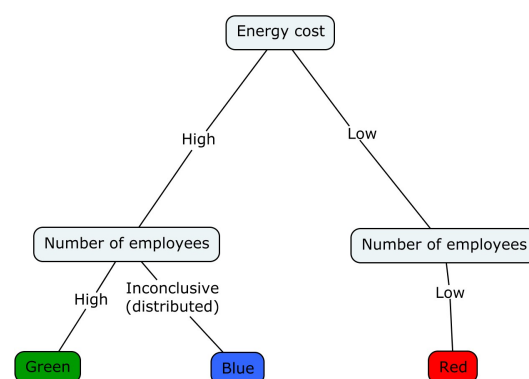 Energy cost
High
Low
Number of employees
Number of employees
High
Inconclusive
(distributed)
Low
Green
Blue
Red